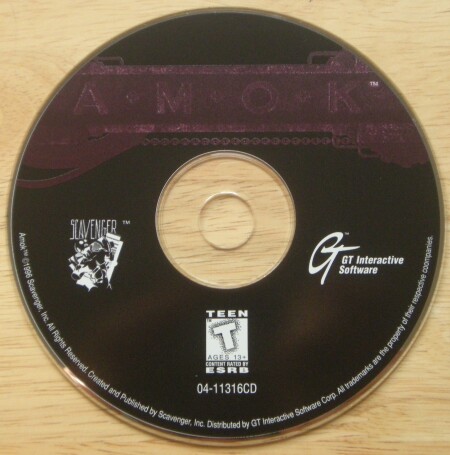 A•M•O•K™
SCAVENGER ™
GT™
GT Interactive
Software
TEEN
T
AGES 13+
CONTENT RATED BY
ESRB
04-11316CD
Amok™ ©1996 Scavenger, Inc. All Rights Reserved. Created and Published by Scavenger, Inc. Distributed by GT Interactive Software Corp. All trademarks are the property of their respective companies.